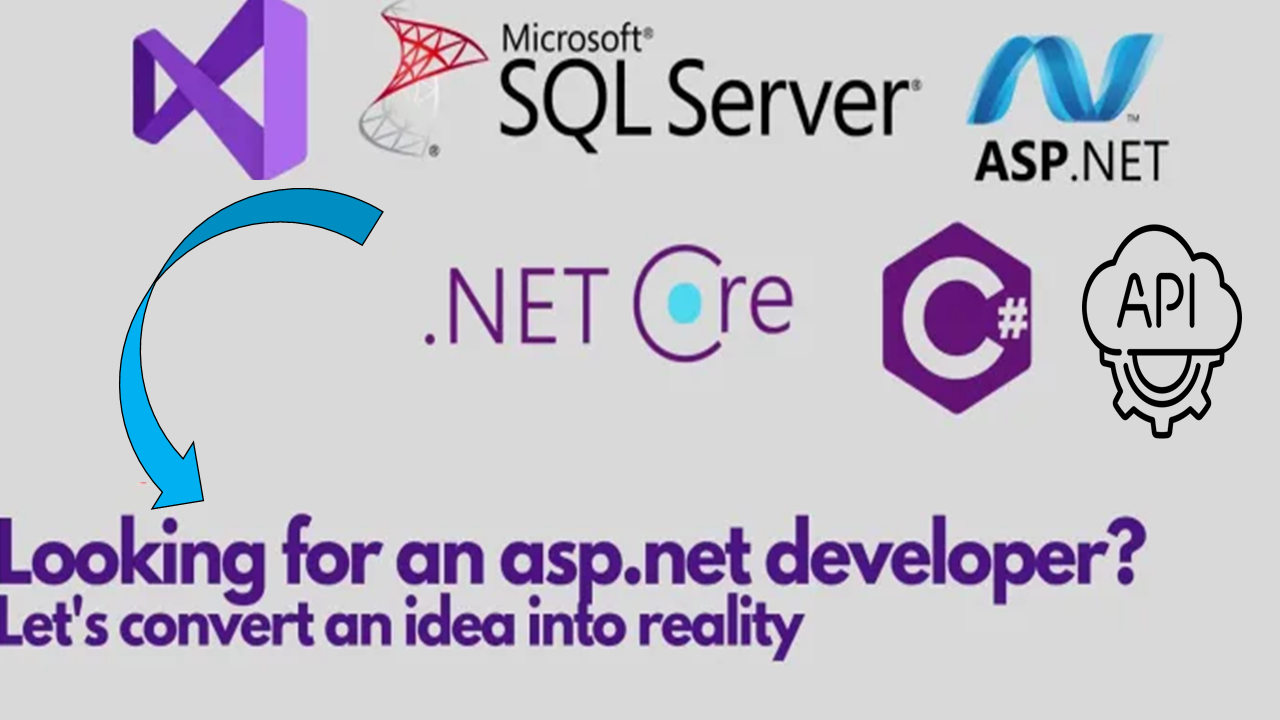 Microsoft®
SQL Server®
®
TM
ASP.NET
.NET Core
C#
API
Looking for an asp.net developer?
Let's convert an idea into reality